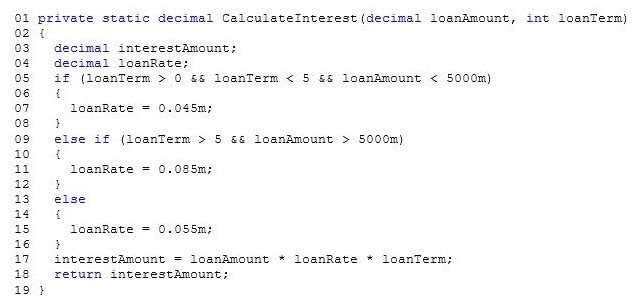 01 private static decimal CalculateInterest(decimal loanAmount, int loanTerm)
02 {
03   decimal interestAmount;
04   decimal loanRate;
05   if (loanTerm > 0 && loanTerm < 5 && loanAmount < 5000m)
06   {
07     loanRate = 0.045m;
08   }
09   else if (loanTerm > 5 && loanAmount > 5000m)
10   {
11     loanRate = 0.085m;
12   }
13   else
14   {
15     loanRate = 0.055m;
16   }
17   interestAmount = loanAmount * loanRate * loanTerm;
18   return interestAmount;
19 }